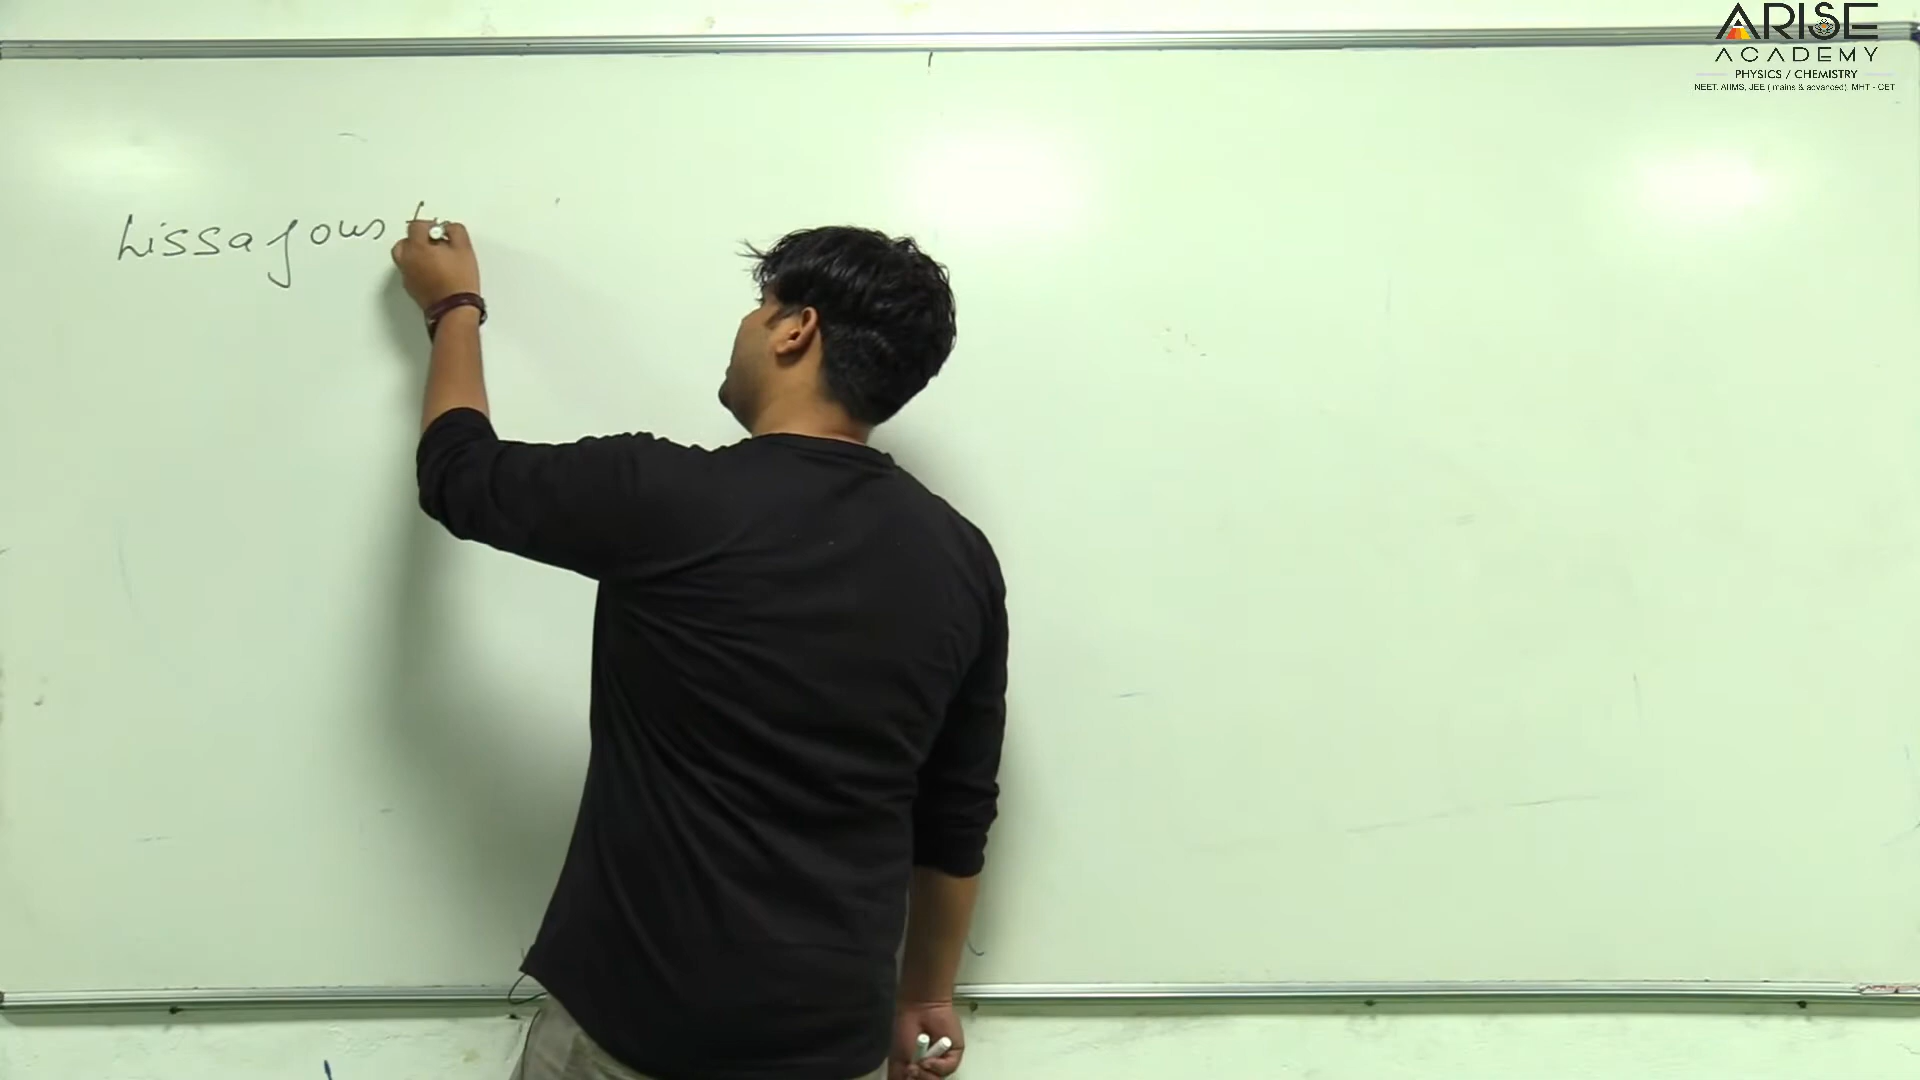 ARISE
ACADEMY
PHYSICS / CHEMISTRY
NEET, AIIMS, JEE (mains & advanced), MHT - CET
Lissajous